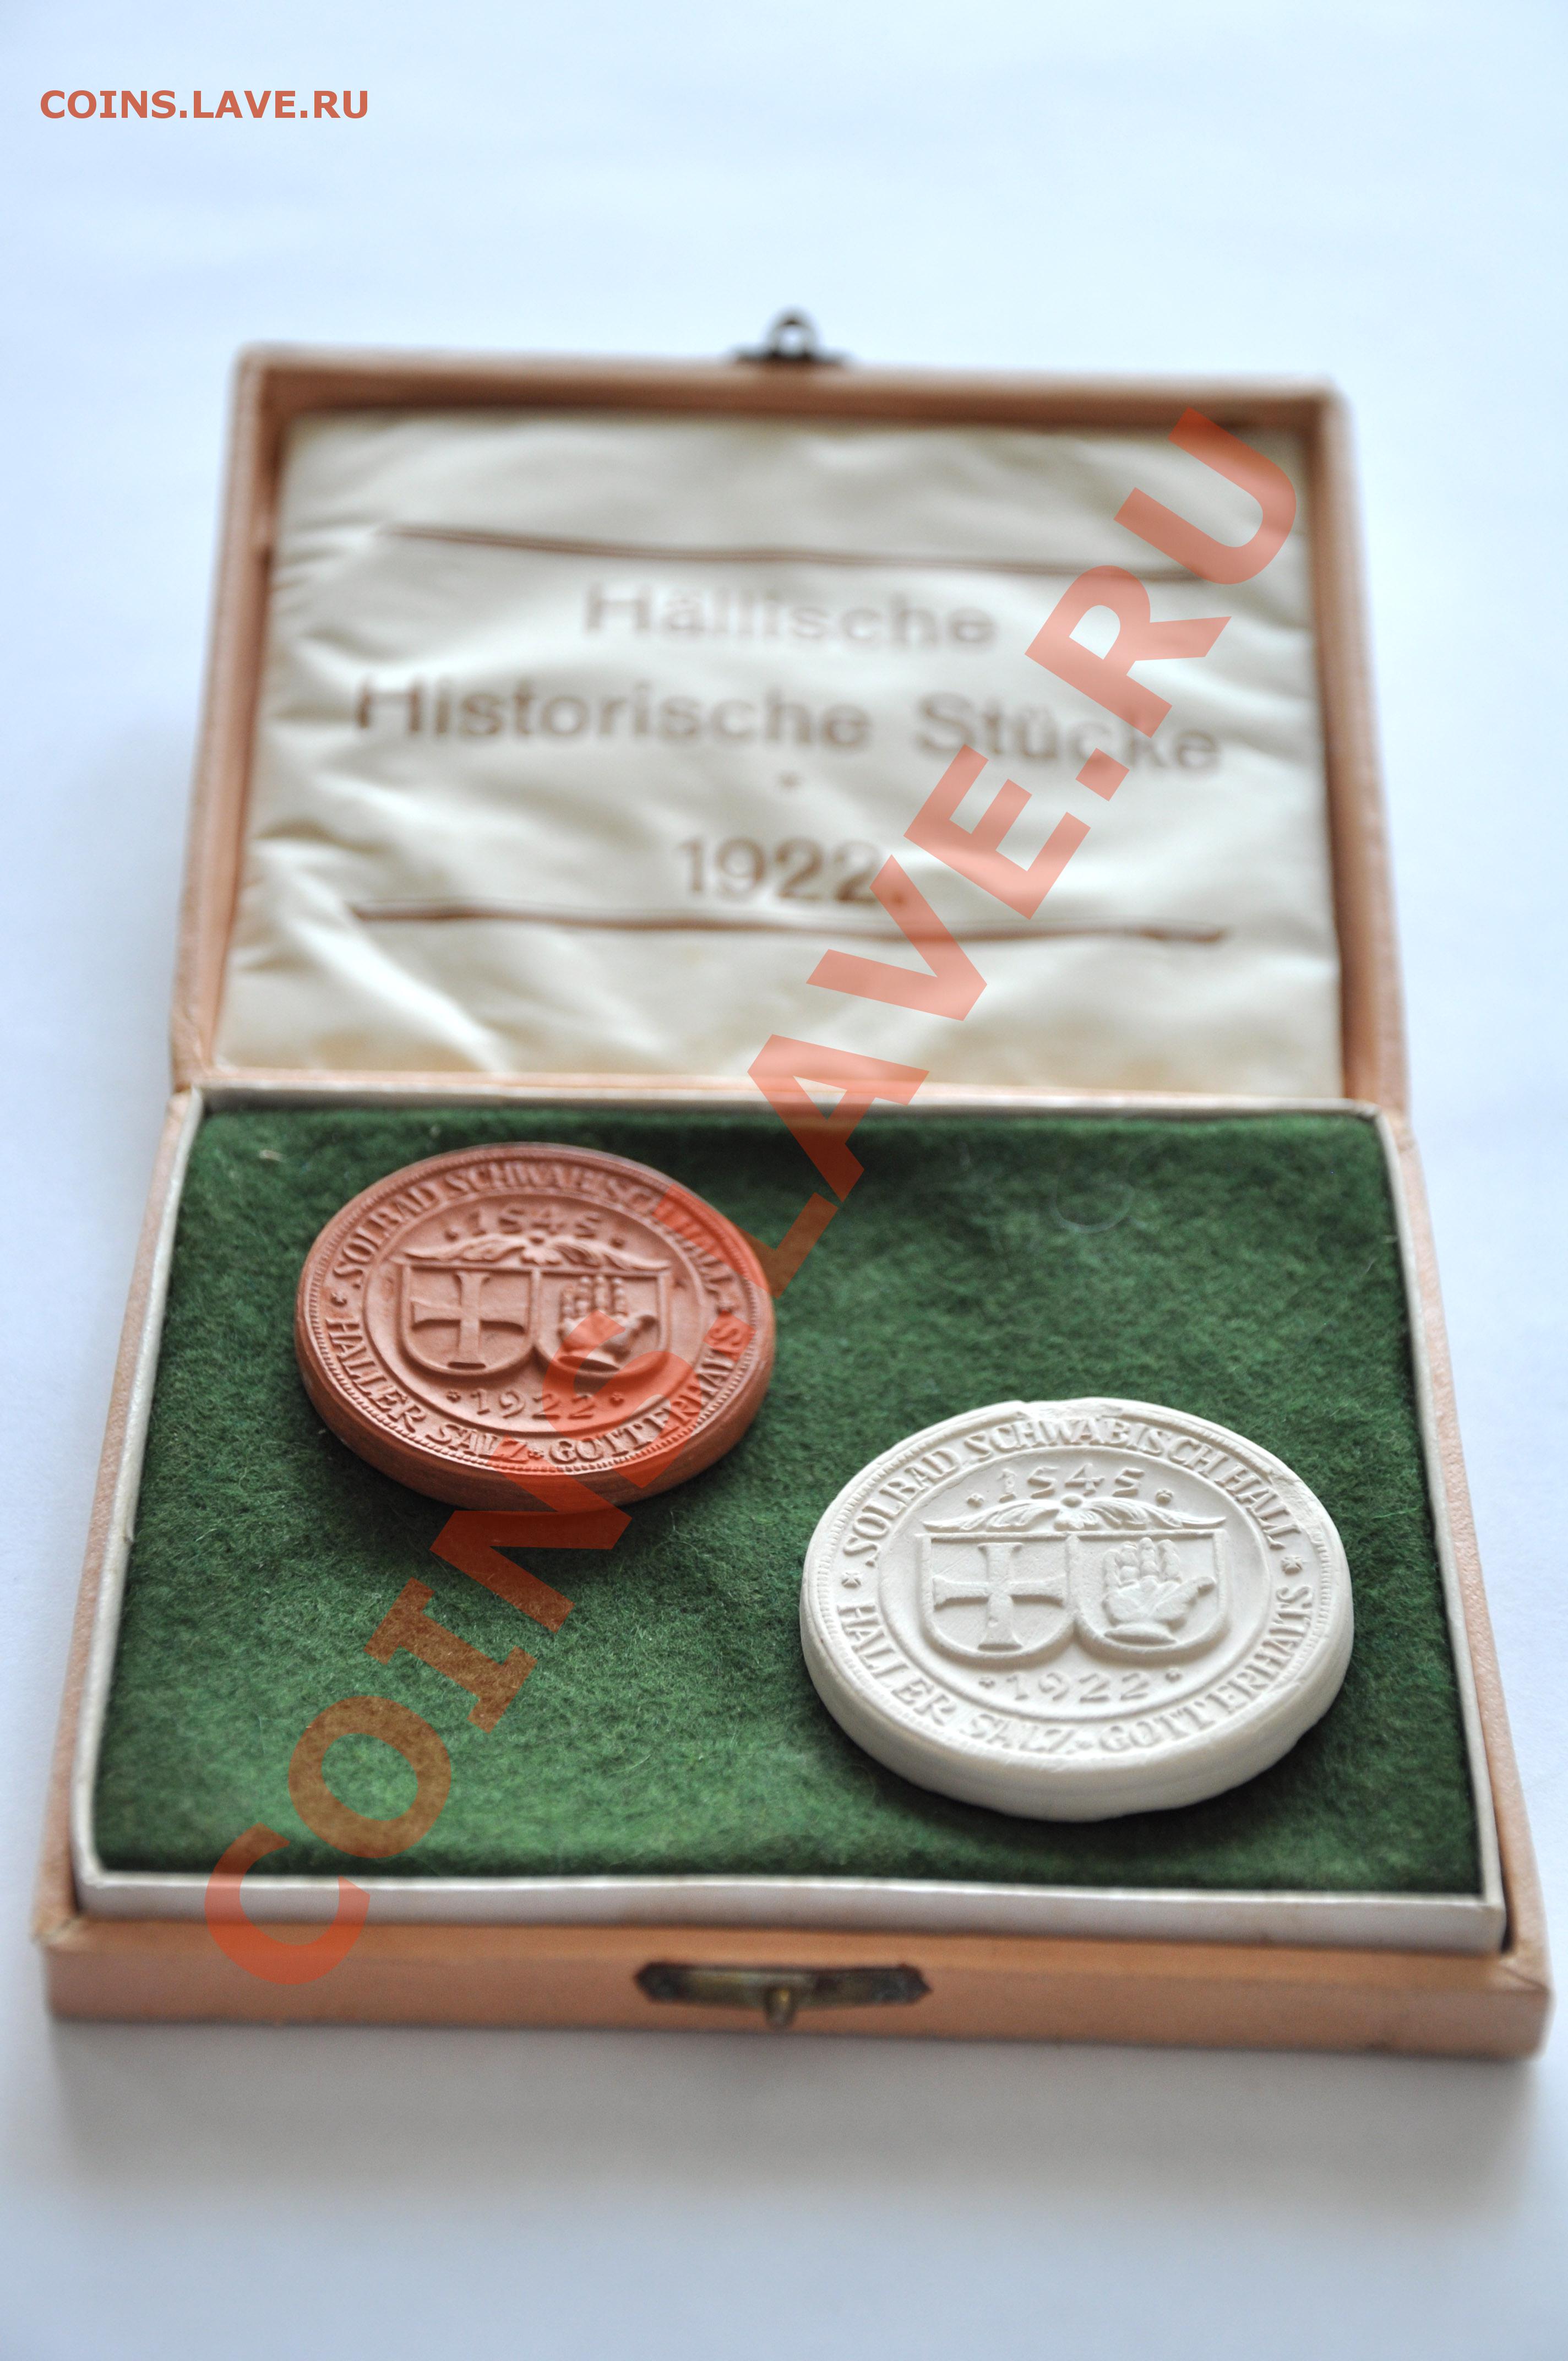 COINS.LAVE.RU
Hällische
Historische Stücke
1922.
SOLBAD SCHWÄBISCH HALL
HALLER SALZ GOTT ERHALTS
1545
1922
SOLBAD SCHWÄBISCH HALL
HALLER SALZ GOTT ERHALTS
1545
1922
COINS.LAVE.RU